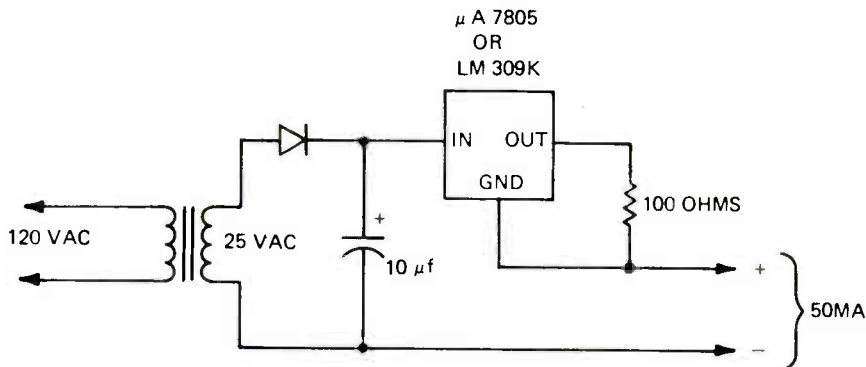 μ A 7805
OR
LM 309K
IN OUT
GND
100 OHMS
120 VAC
25 VAC
+
10 μf
+
50MA
−